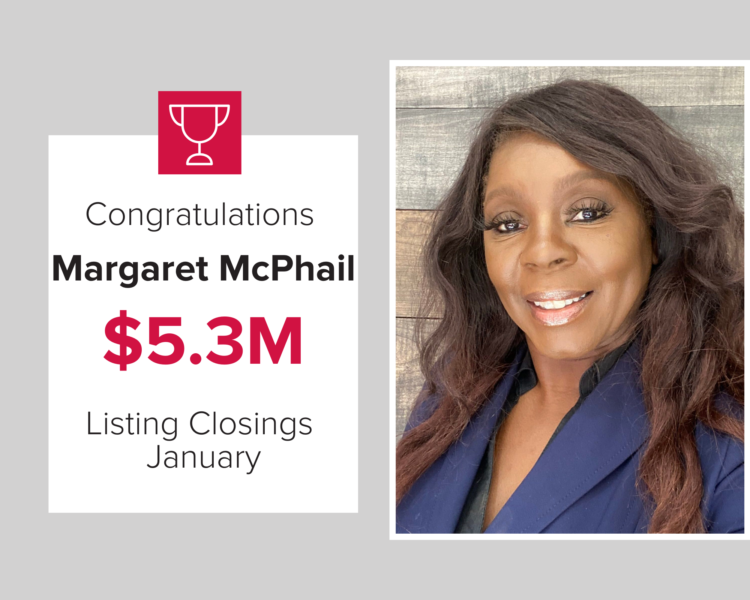 Congratulations
Margaret McPhail
$5.3M
Listing Closings
January